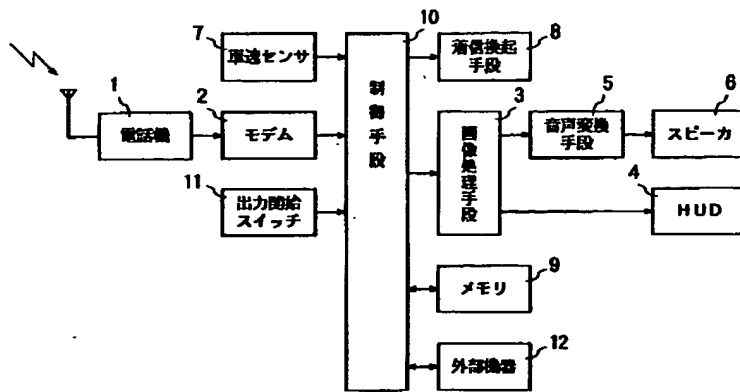 10
7
車速センサ
8
着信換起
手段
1
電話機
2
モデム
制御手段
3
画像処理手段
5
音声変換
手段
6
スピーカ
11
出力開始
スイッチ
4
HUD
9
メモリ
12
外部機器